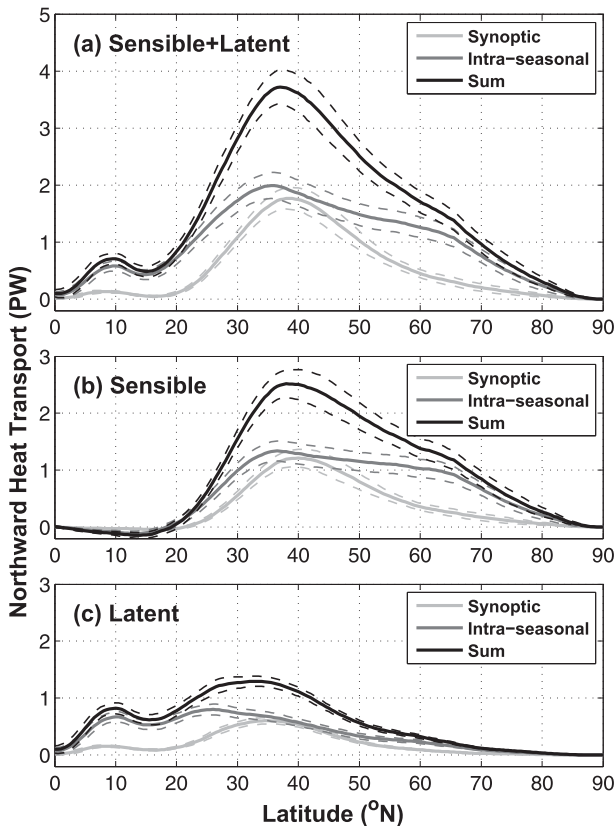 (a) Sensible+Latent
Synoptic
Intra-seasonal
Sum
5
4
3
2
1
0
0 10 20 30 40 50 60 70 80 90
(b) Sensible
Synoptic
Intra-seasonal
Sum
3
2
1
0
0 10 20 30 40 50 60 70 80 90
(c) Latent
Synoptic
Intra-seasonal
Sum
3
2
1
0
0 10 20 30 40 50 60 70 80 90
Northward Heat Transport (PW)
Latitude (°N)